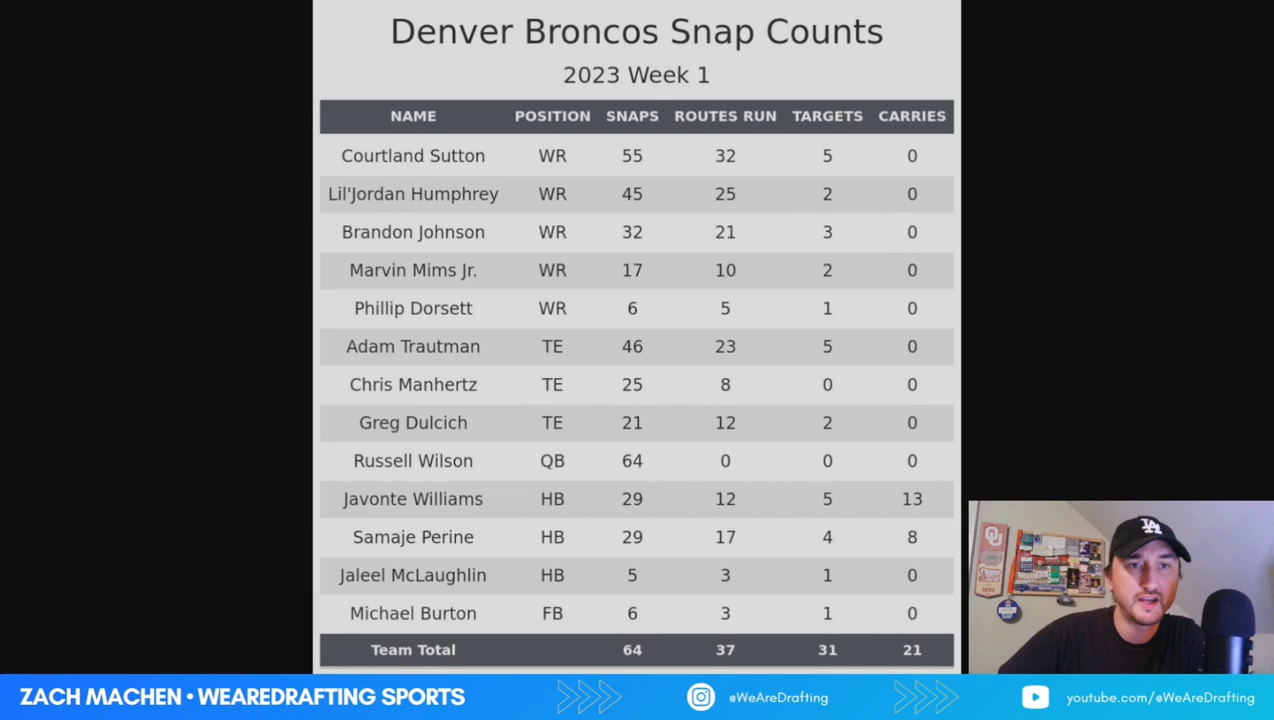 Denver Broncos Snap Counts
2023 Week 1
NAME POSITION SNAPS ROUTES RUN TARGETS CARRIES
Courtland Sutton WR 55 32 5 0
Lil'Jordan Humphrey WR 45 25 2 0
Brandon Johnson WR 32 21 3 0
Marvin Mims Jr. WR 17 10 2 0
Phillip Dorsett WR 6 5 1 0
Adam Trautman TE 46 23 5 0
Chris Manhertz TE 25 8 0 0
Greg Dulcich TE 21 12 2 0
Russell Wilson QB 64 0 0 0
Javonte Williams HB 29 12 5 13
Samaje Perine HB 29 17 4 8
Jaleel McLaughlin HB 5 3 1 0
Michael Burton FB 6 3 1 0
Team Total 64 37 31 21
LA
ZACH MACHEN • WEAREDRAFTING SPORTS @WeAreDrafting youtube.com/@WeAreDrafting